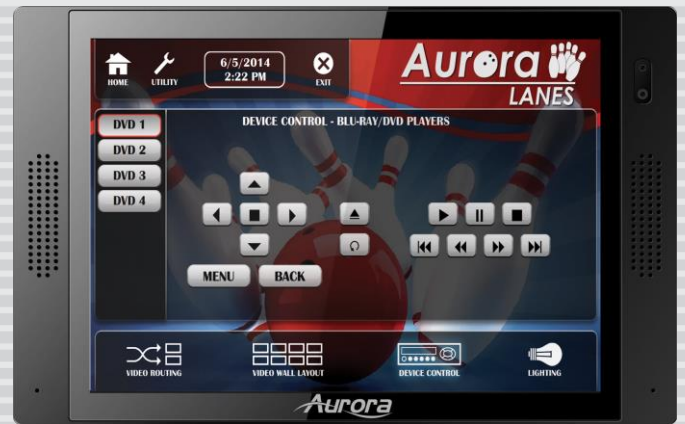 HOME
UTILITY
6/5/2014
2:22 PM
EXIT
Aurora
LANES
DVD 1
DVD 2
DVD 3
DVD 4
DEVICE CONTROL - BLU-RAY/DVD PLAYERS
MENU
BACK
VIDEO ROUTING
VIDEO WALL LAYOUT
DEVICE CONTROL
LIGHTING
Aurora